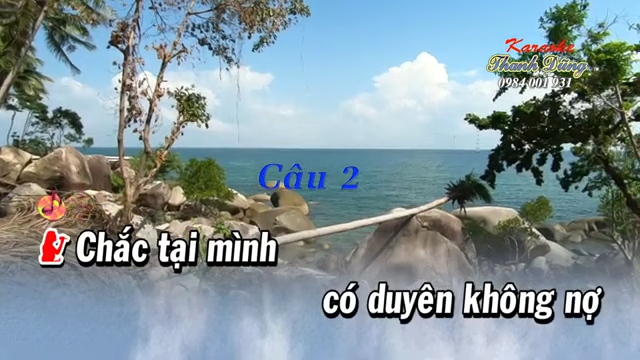 Karaoke
Thanh Dũng
0984 001 931
Câu 2
Chắc tại mình
có duyên không nợ